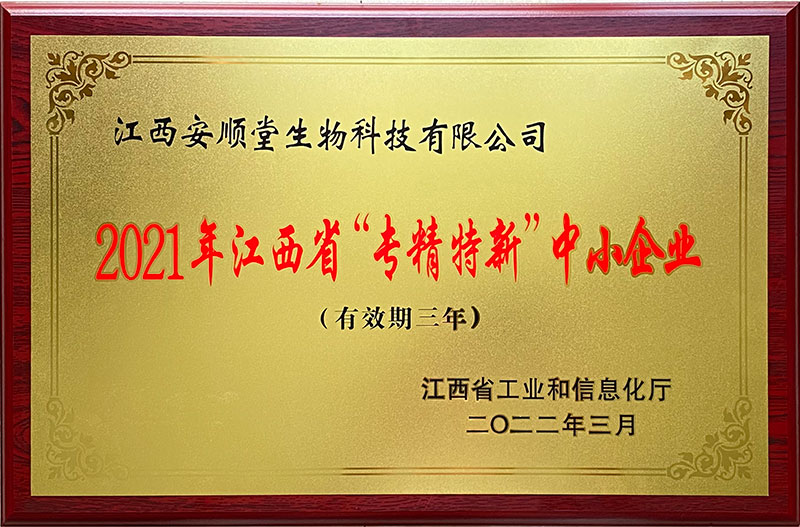 江西安顺堂生物科技有限公司
2021年江西省“专精特新”中小企业
（有效期三年）
江西省工业和信息化厅
二〇二二年三月